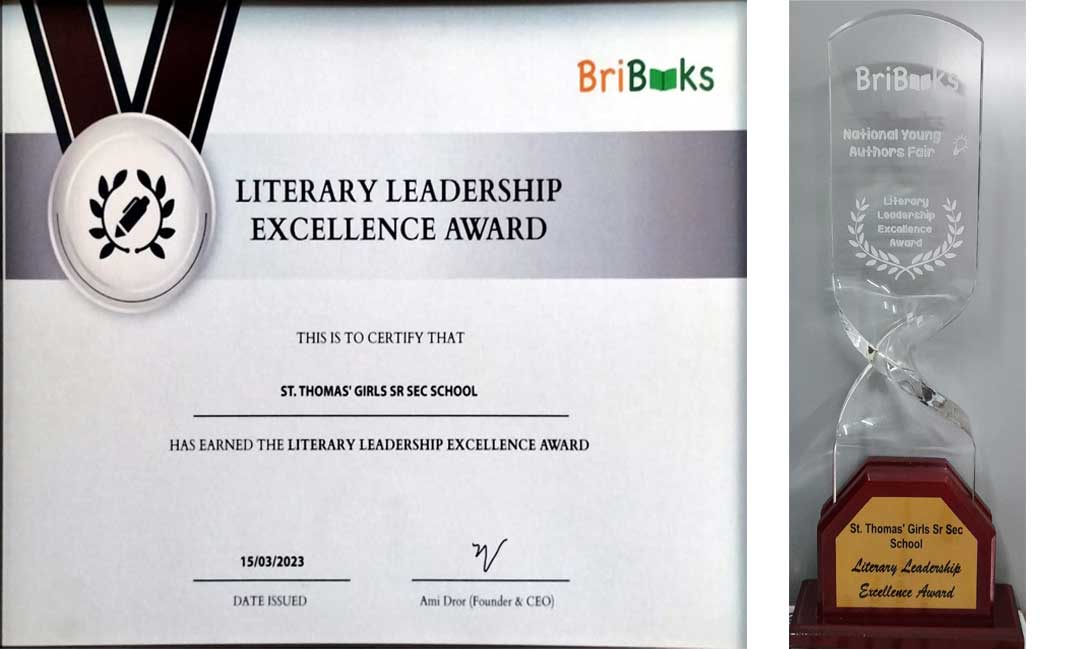 BriBooks
LITERARY LEADERSHIP
EXCELLENCE AWARD
THIS IS TO CERTIFY THAT
ST. THOMAS' GIRLS SR SEC SCHOOL
HAS EARNED THE LITERARY LEADERSHIP EXCELLENCE AWARD
15/03/2023
DATE ISSUED
Ami Dror (Founder & CEO)
BriBooks
National Young
Authors Fair
Literary
Leadership
Excellence
Award
St. Thomas' Girls Sr Sec
School
Literary Leadership
Excellence Award